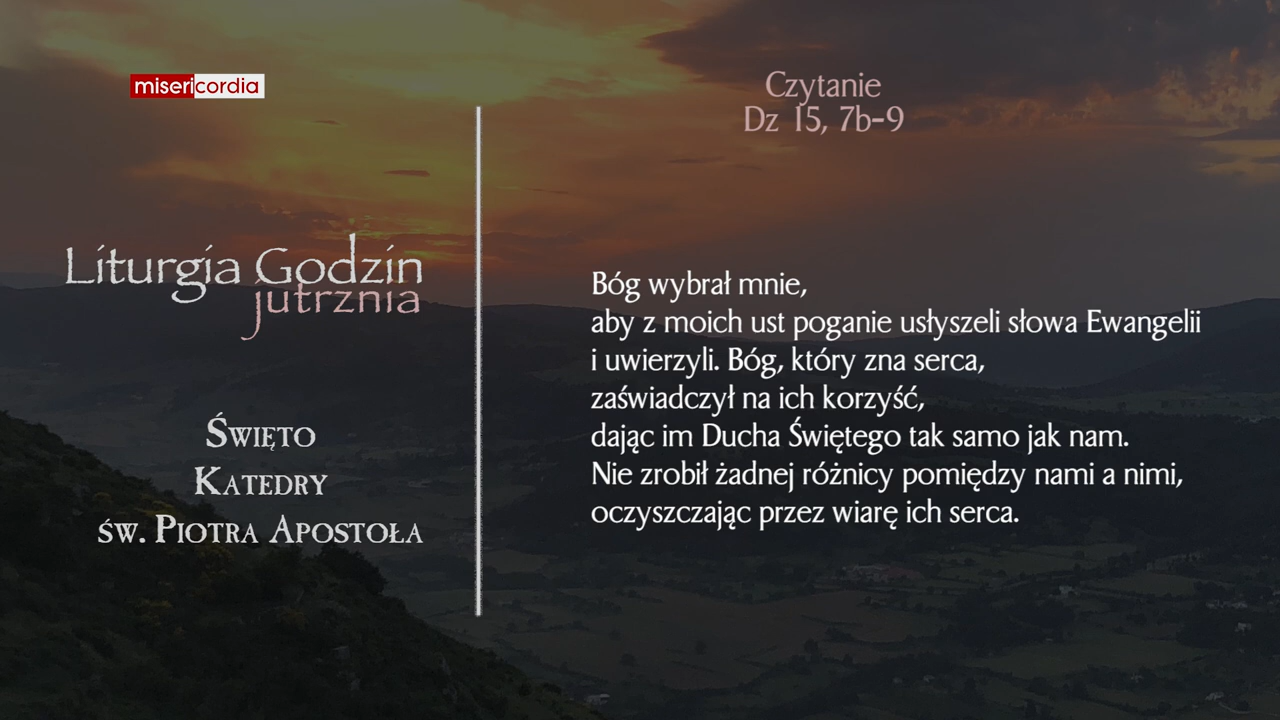 misericordia
Liturgia Godzin
jutrznia
Święto
Katedry
św. Piotra Apostoła
Czytanie
Dz 15, 7b-9
Bóg wybrał mnie,
aby z moich ust poganie usłyszeli słowa Ewangelii
i uwierzyli. Bóg, który zna serca,
zaświadczył na ich korzyść,
dając im Ducha Świętego tak samo jak nam.
Nie zrobił żadnej różnicy pomiędzy nami a nimi,
oczyszczając przez wiarę ich serca.